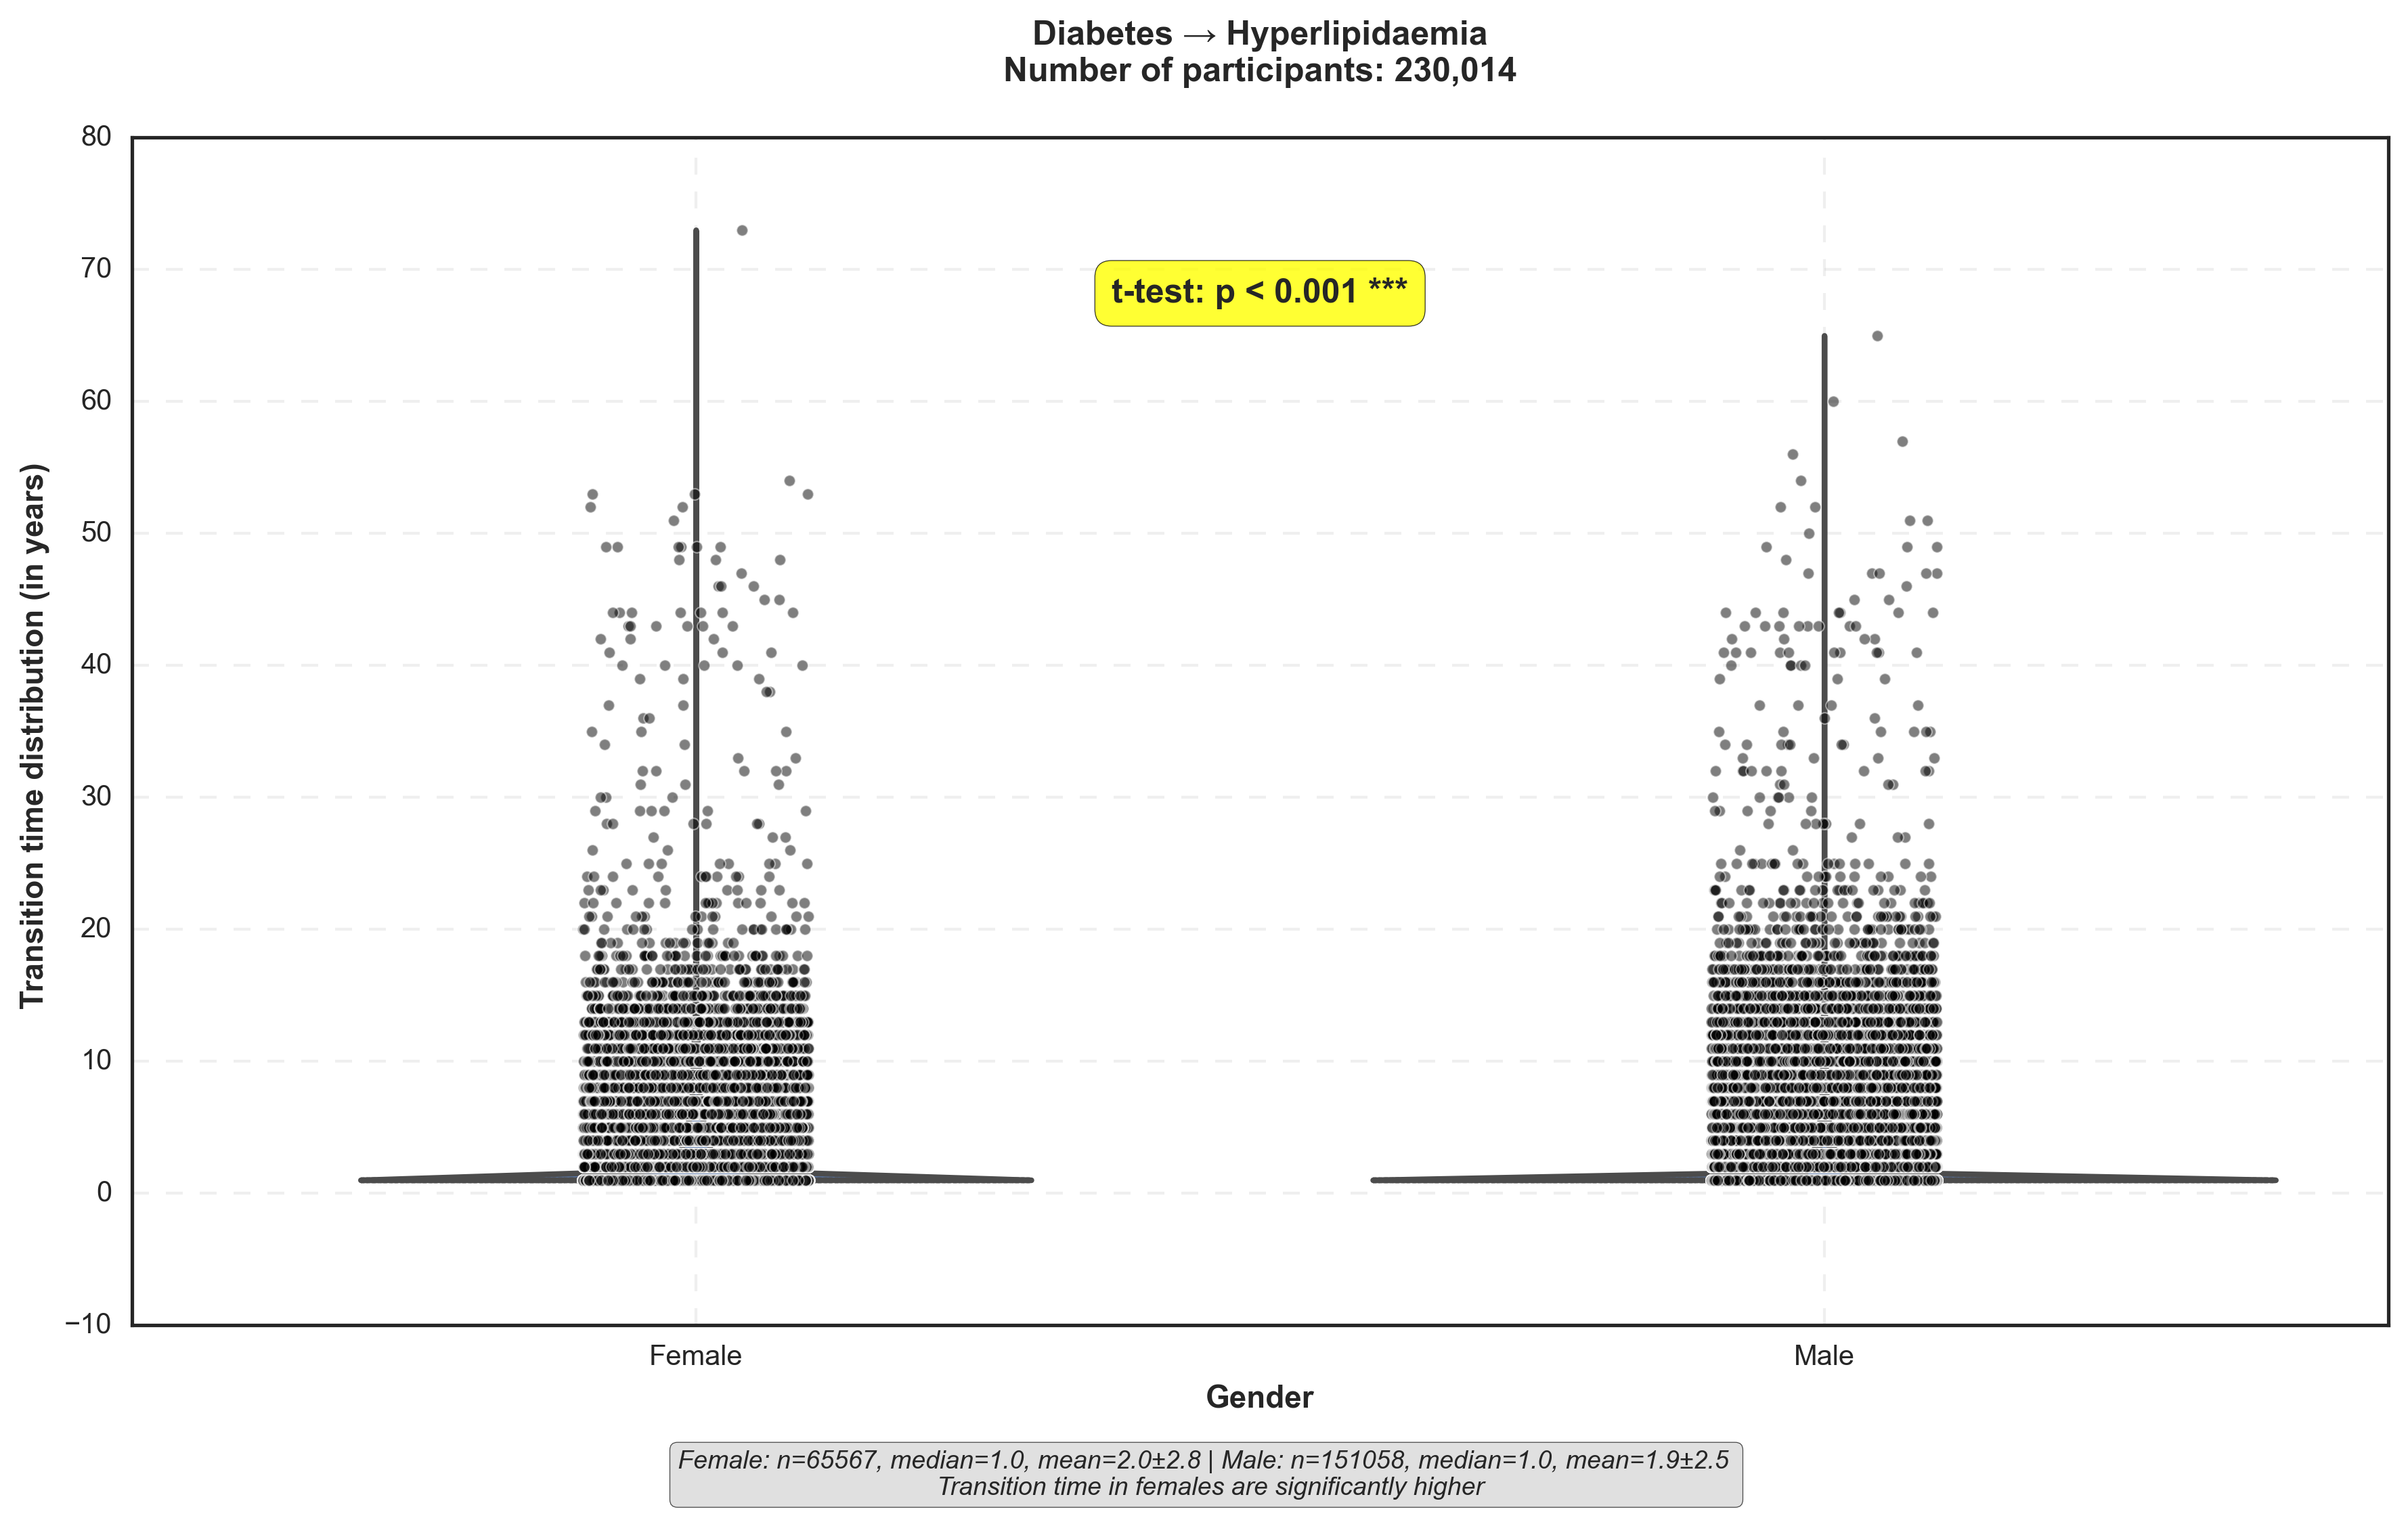 Diabetes → Hyperlipidaemia
Number of participants: 230,014
80
70
60
50
40
30
20
10
0
−10
Transition time distribution (in years)
t-test: p < 0.001 ***
Female
Male
Gender
Female: n=65567, median=1.0, mean=2.0±2.8 | Male: n=151058, median=1.0, mean=1.9±2.5
Transition time in females are significantly higher